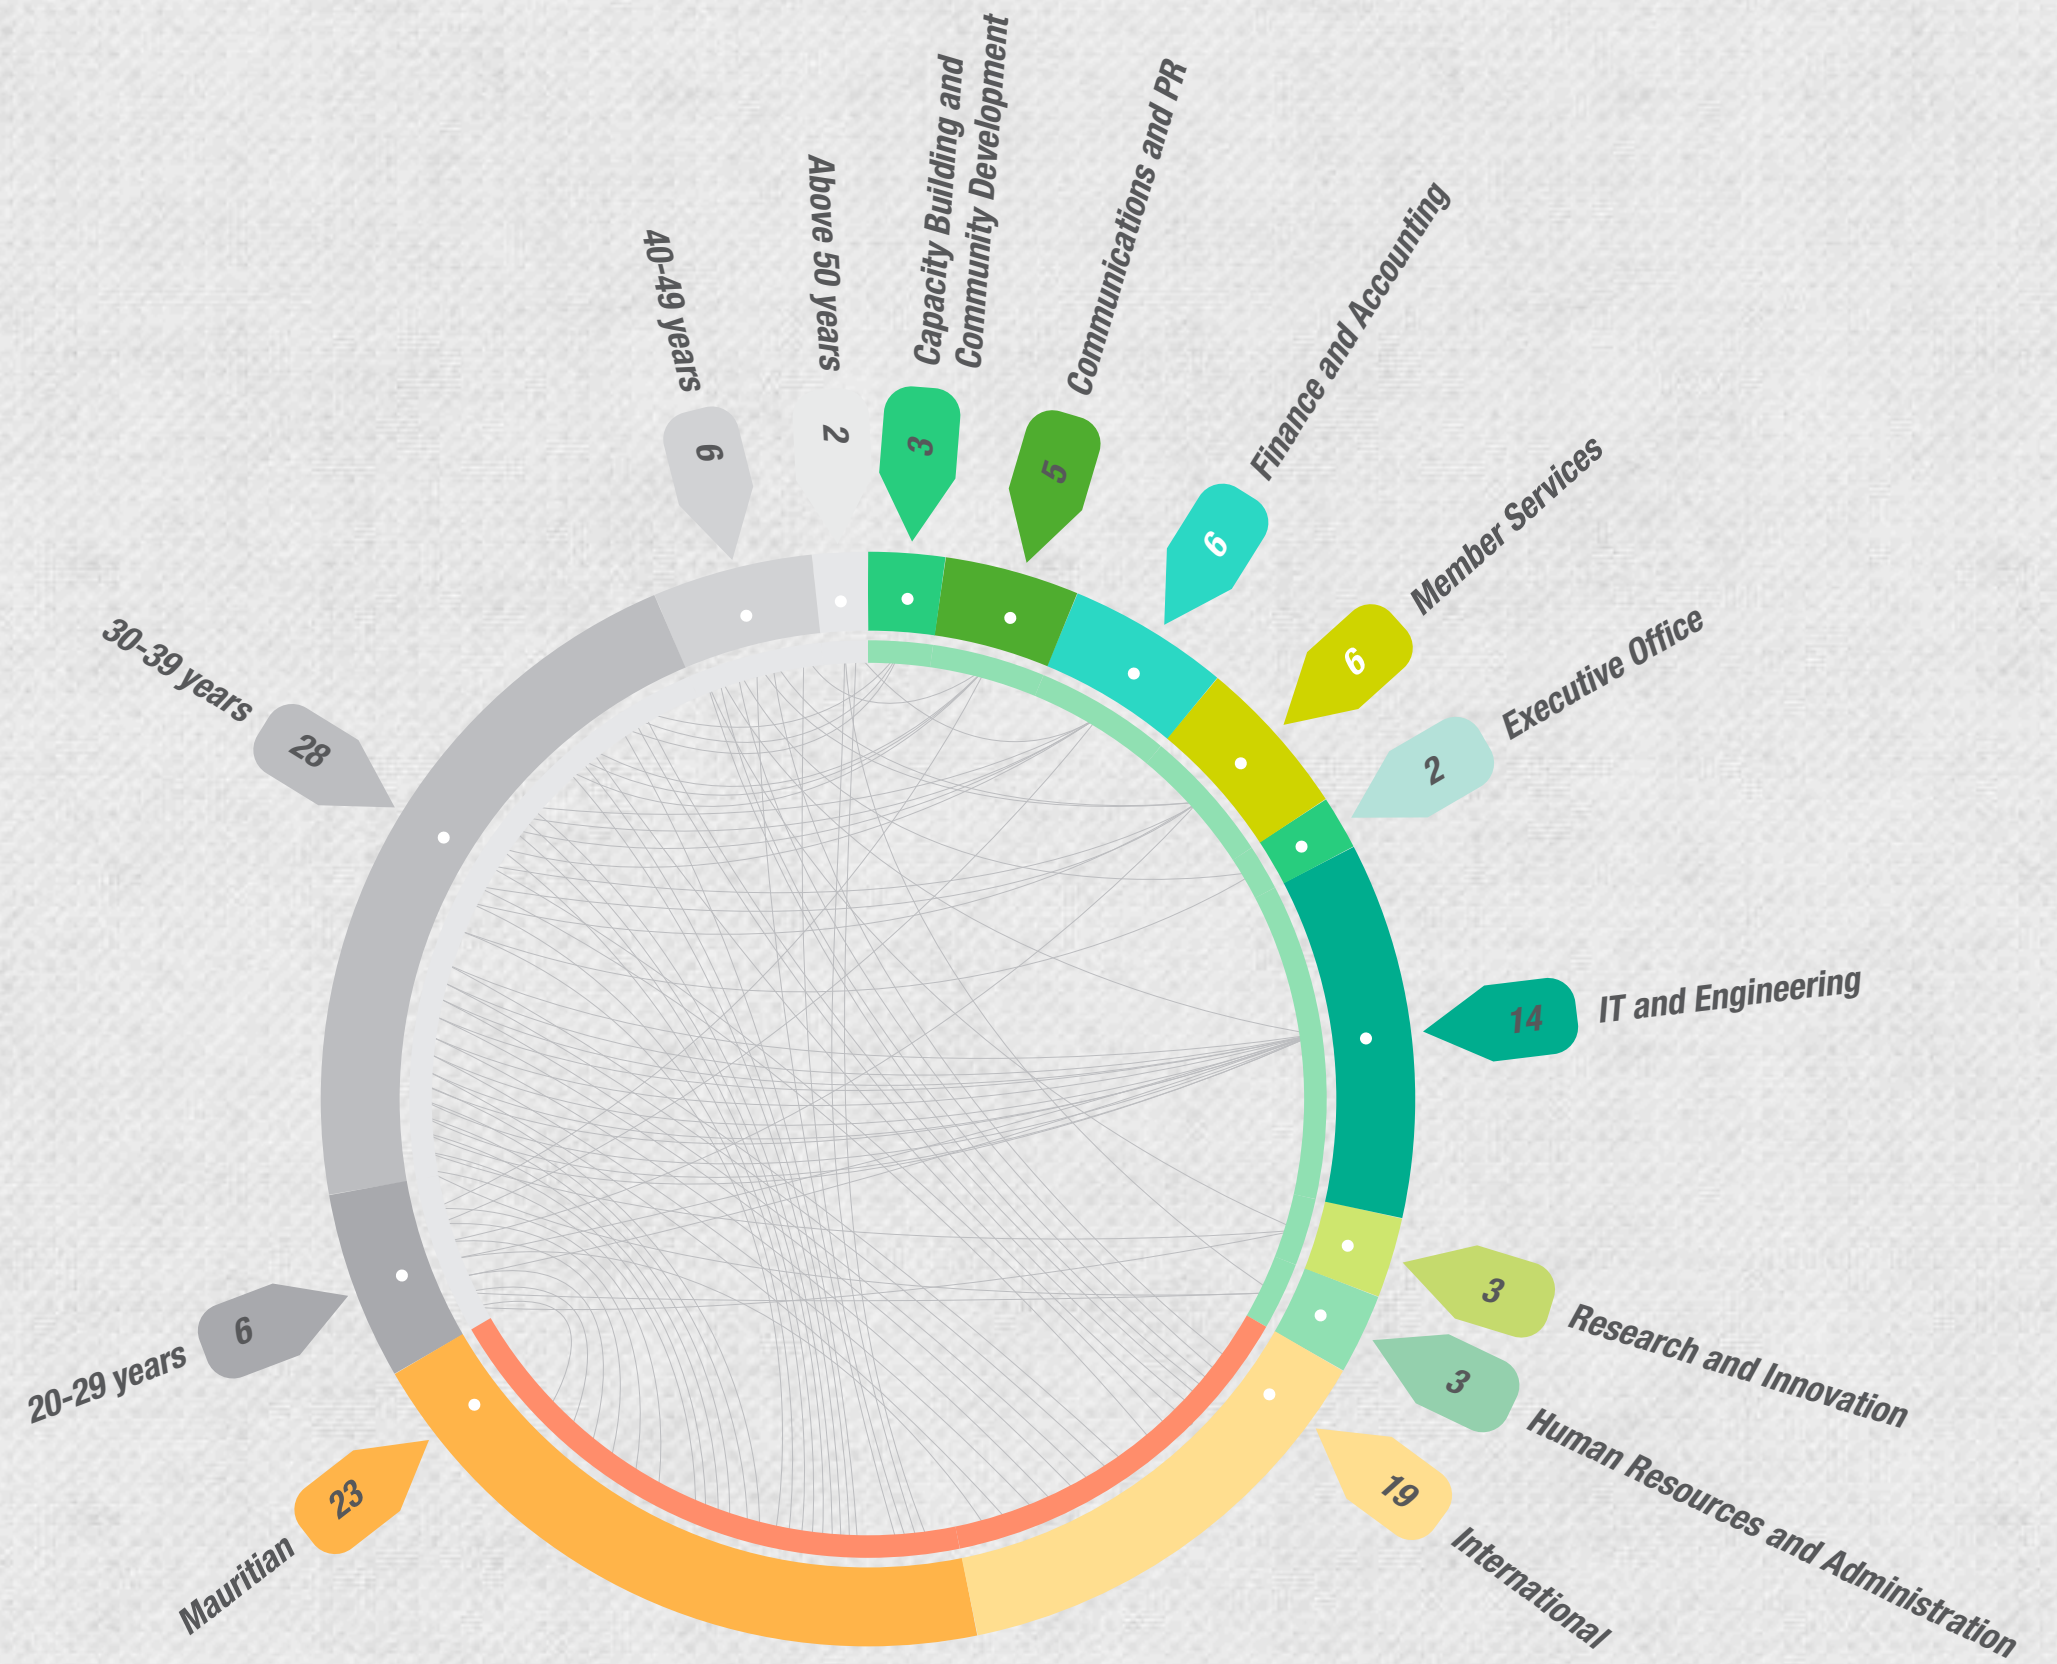 Capacity Building and
Community Development
3
Communications and PR
5
Finance and Accounting
6
Member Services
6
Executive Office
2
IT and Engineering
14
Research and Innovation
3
Human Resources and Administration
3
International
19
Mauritian
23
20-29 years
6
30-39 years
28
40-49 years
6
Above 50 years
2